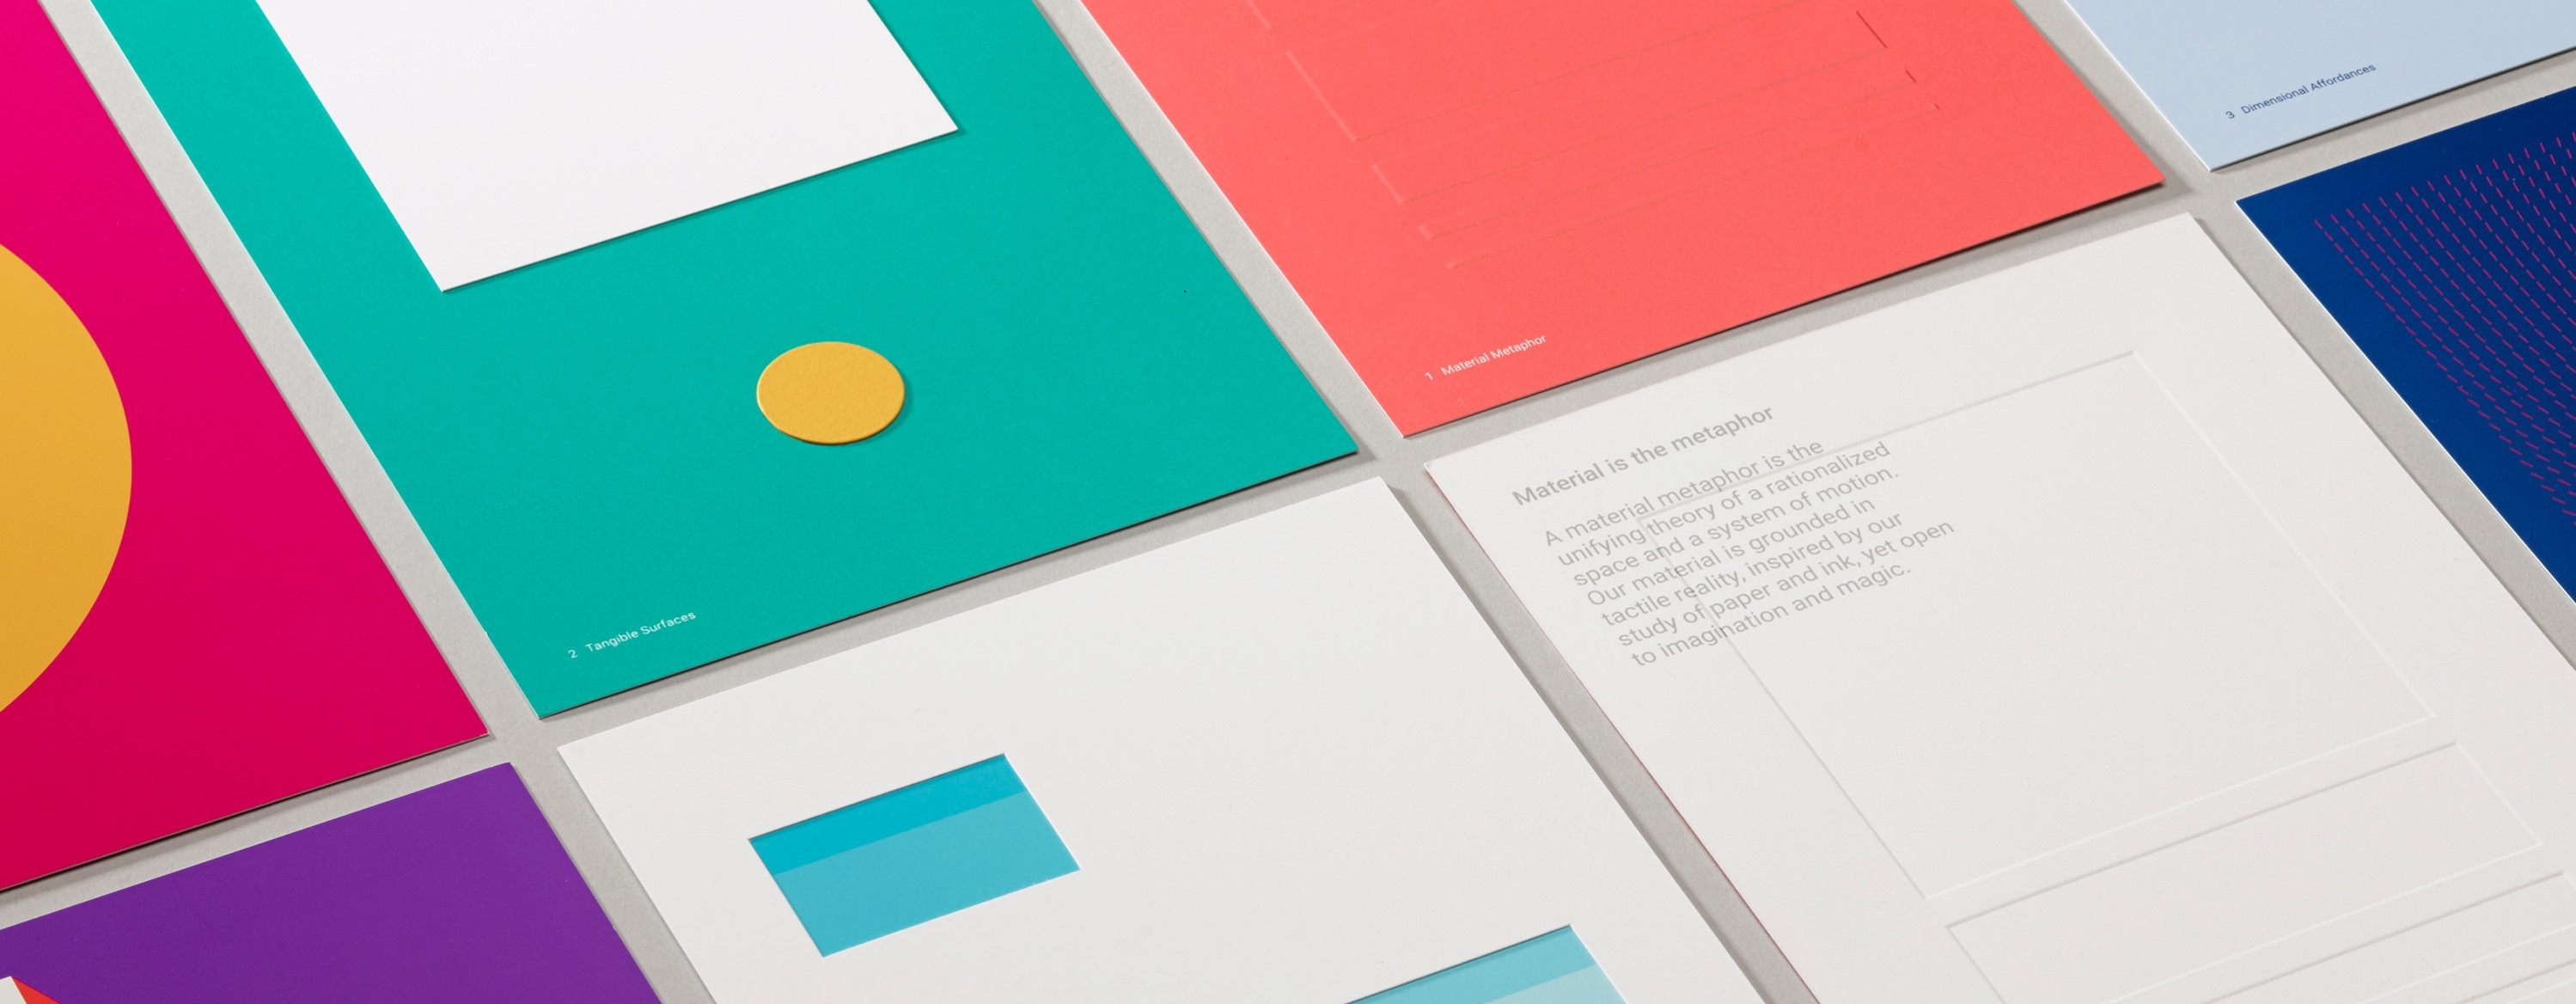 3 Dimensional Affordances
1 Material Metaphor
Material is the metaphor
A material metaphor is the
unifying theory of a rationalized
space and a system of motion.
Our material is grounded in
tactile reality, inspired by our
study of paper and ink, yet open
to imagination and magic.
2 Tangible Surfaces